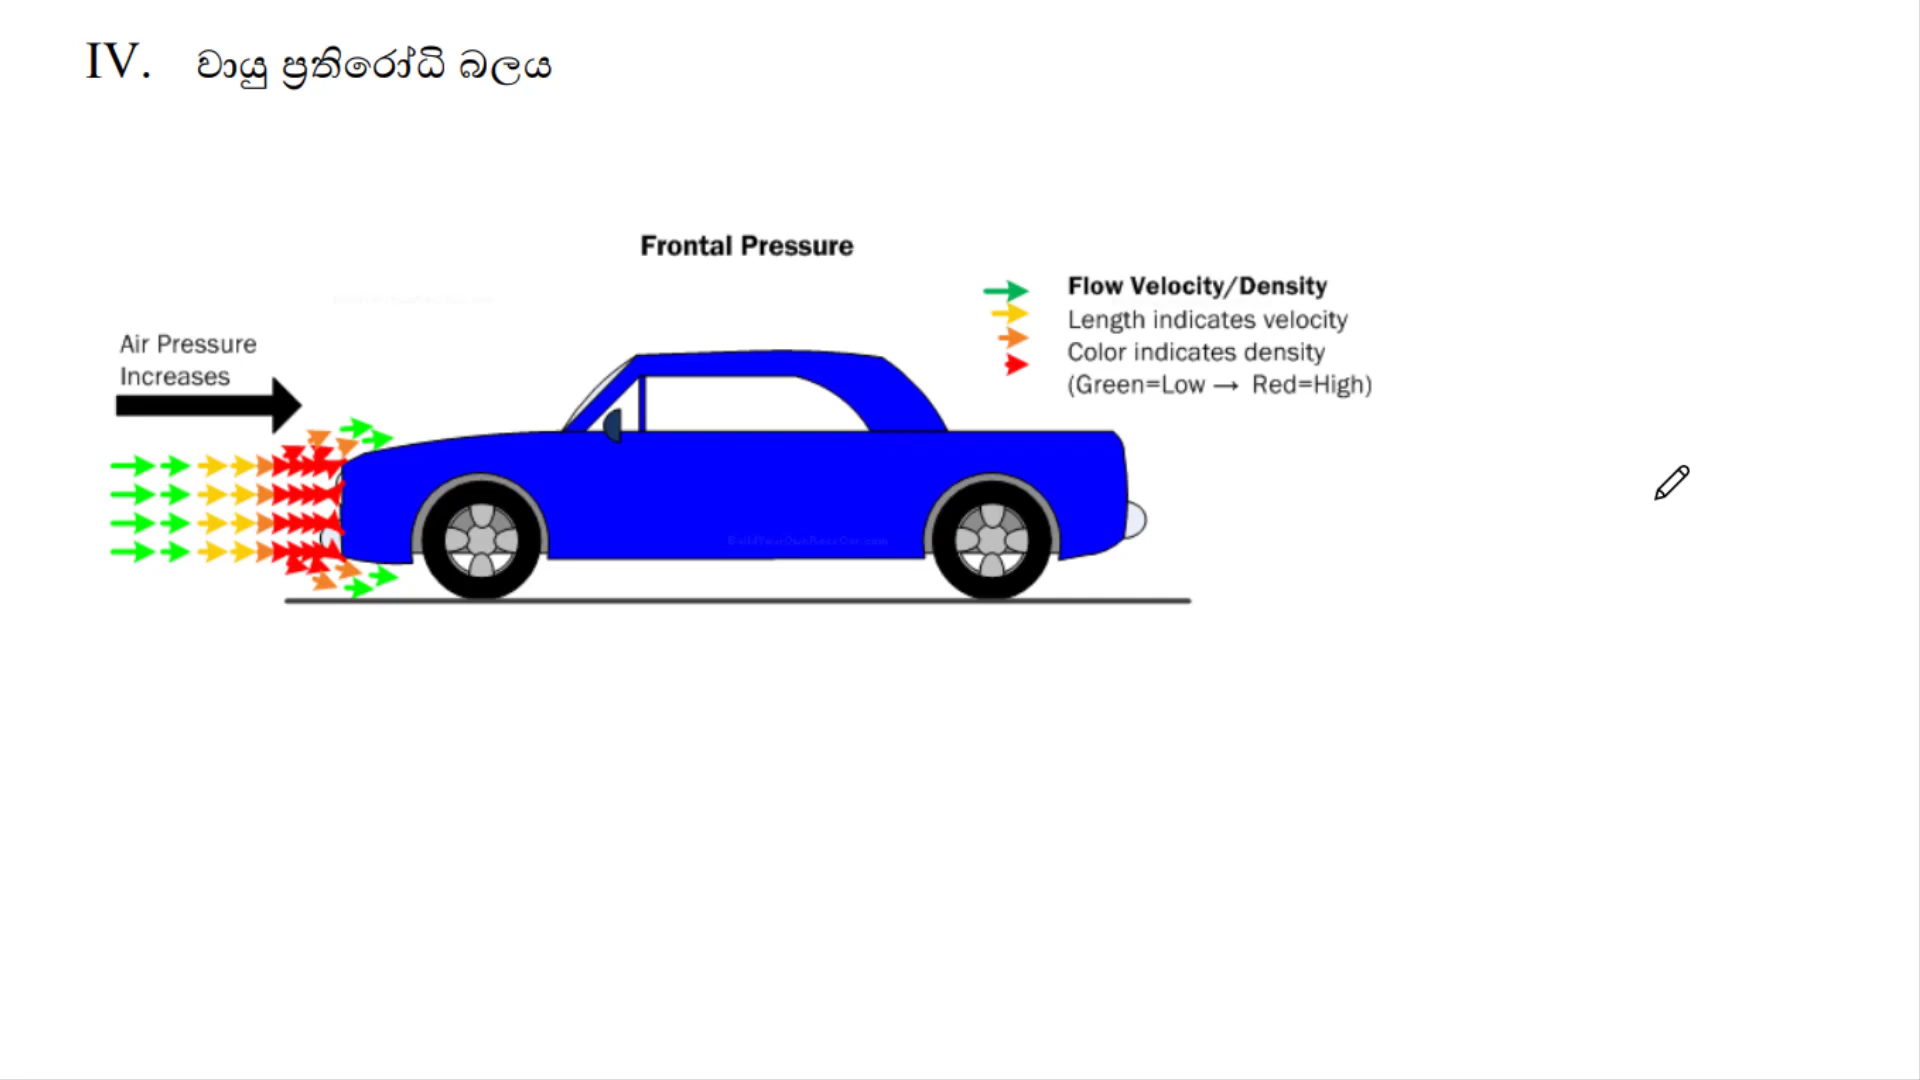 IV. වායු ප්‍රතිරෝධි බලය
Frontal Pressure
Flow Velocity/Density
Length indicates velocity
Color indicates density
(Green=Low → Red=High)
Air Pressure
Increases